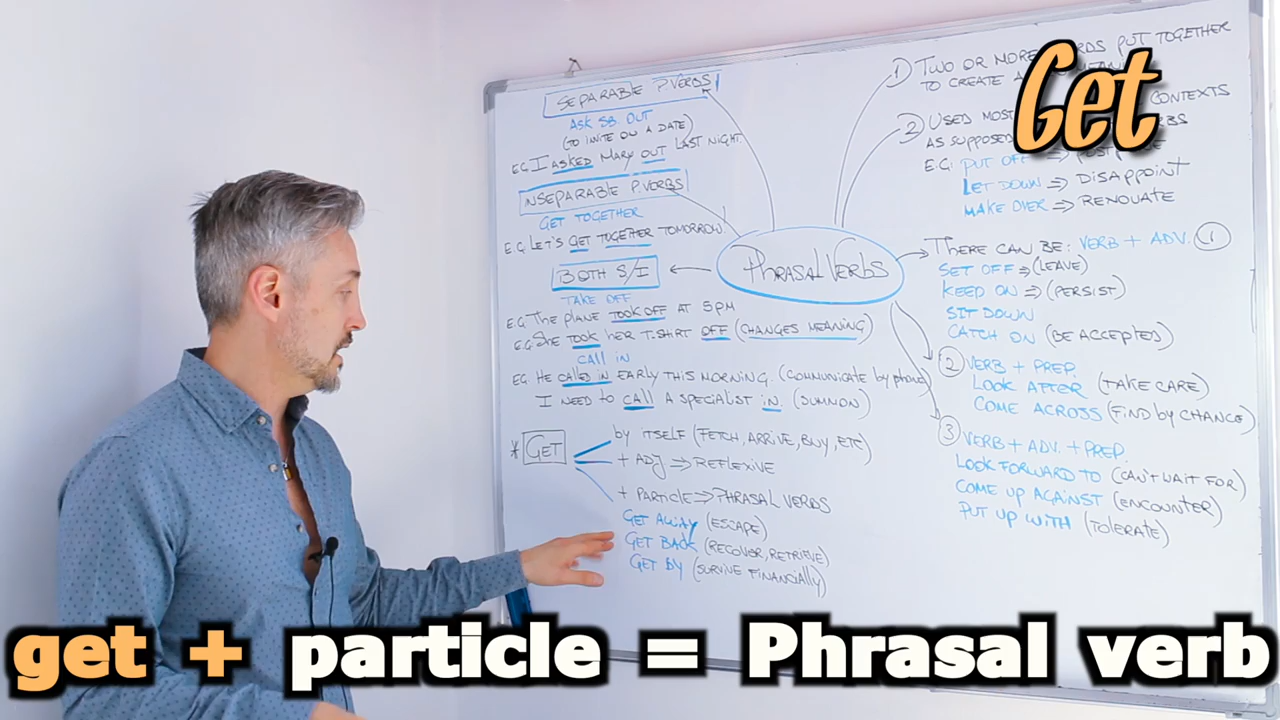 SEPARABLE P.VERBS
ASK SB. OUT
(TO INVITE ON A DATE)
E.G. I ASKED MARY OUT LAST NIGHT.
INSEPARABLE P.VERBS
GET TOGETHER
E.G. LET'S GET TOGETHER TOMORROW.
BOTH S/I
TAKE OFF
E.G. THE PLANE TOOK OFF AT 5PM
E.G. SHE TOOK HER T-SHIRT OFF (CHANGES MEANING)
CALL IN
EG. HE CALLED IN EARLY THIS MORNING. (COMMUNICATE BY PHONE)
I NEED TO CALL A SPECIALIST IN. (SUMMON)
* GET
by ITSELF (FETCH, ARRIVE, BUY, ETC)
+ ADJ => REFLEXIVE
+ PARTICLE => PHRASAL VERBS
GET AWAY (ESCAPE)
GET BACK (RECOVER, RETRIEVE)
GET BY (SURVIVE FINANCIALLY)
PHRASAL VERBS
1) TWO OR MORE WORDS PUT TOGETHER
TO CREATE A
2) USED MOST CONTEXTS
AS SUPPOSED
E.G: PUT OFF =>
LET DOWN => DISAPPOINT
MAKE OVER => RENOVATE
THERE CAN BE: VERB + ADV. 1
SET OFF => (LEAVE)
KEED ON => (PERSIST)
SIT DOWN
CATCH ON (BE ACCEPTED)
2 VERB + PREP.
LOOK AFTER (TAKE CARE)
COME ACROSS (FIND BY CHANCE)
3 VERB + ADV. + PREP.
LOOK FORWARD TO (CAN'T WAIT FOR)
COME UP AGAINST (ENCOUNTER)
PUT UP WITH (TOLERATE)
Get
get + particle = Phrasal verb